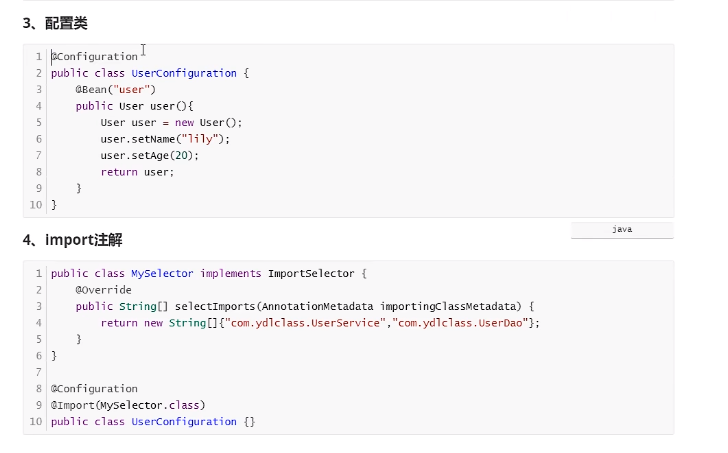 3、配置类
1 @Configuration
2 public class UserConfiguration {
3     @Bean("user")
4     public User user(){
5         User user = new User();
6         user.setName("lily");
7         user.setAge(20);
8         return user;
9     }
10 }
java
4、import注解
1 public class MySelector implements ImportSelector {
2     @Override
3     public String[] selectImports(AnnotationMetadata importingClassMetadata) {
4         return new String[]{"com.ydlclass.UserService","com.ydlclass.UserDao"};
5     }
6 }
7
8 @Configuration
9 @Import(MySelector.class)
10 public class UserConfiguration {}